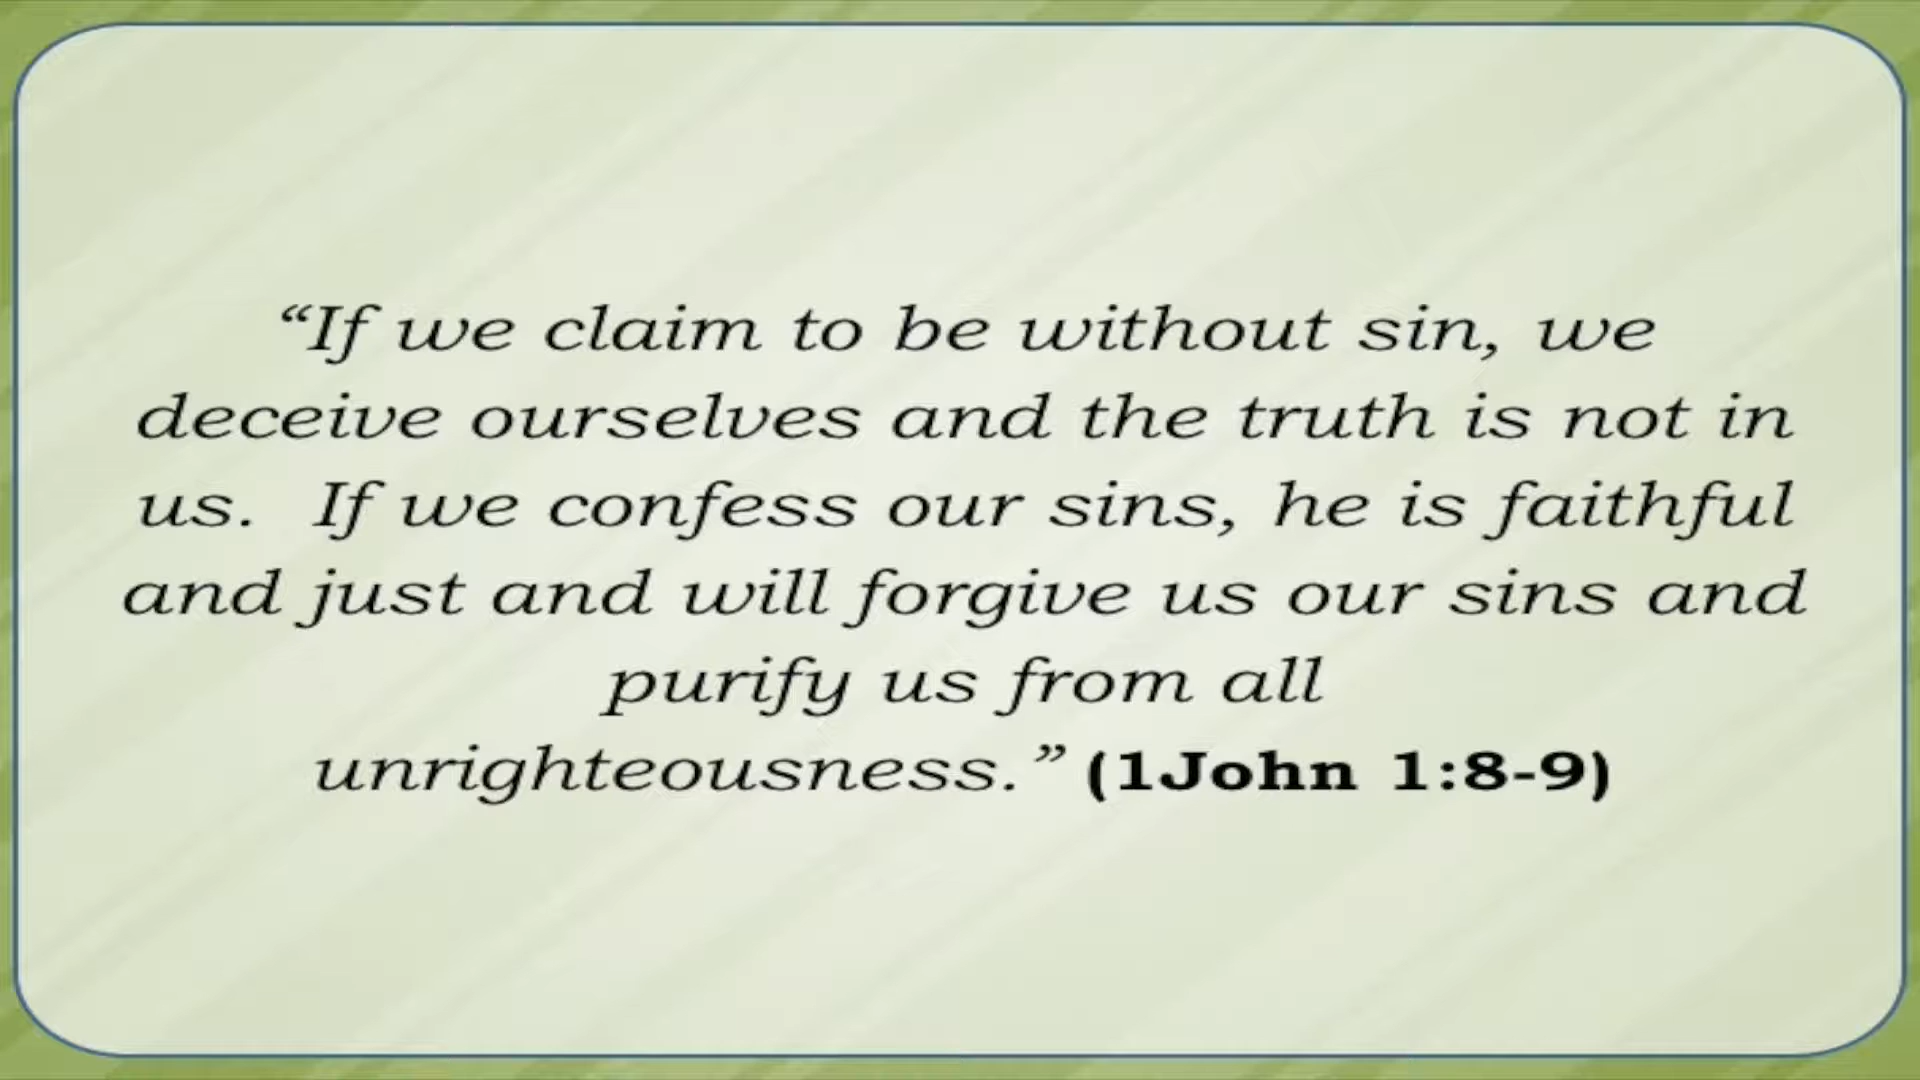 “If we claim to be without sin, we
deceive ourselves and the truth is not in
us.  If we confess our sins, he is faithful
and just and will forgive us our sins and
purify us from all
unrighteousness.” (1John 1:8-9)